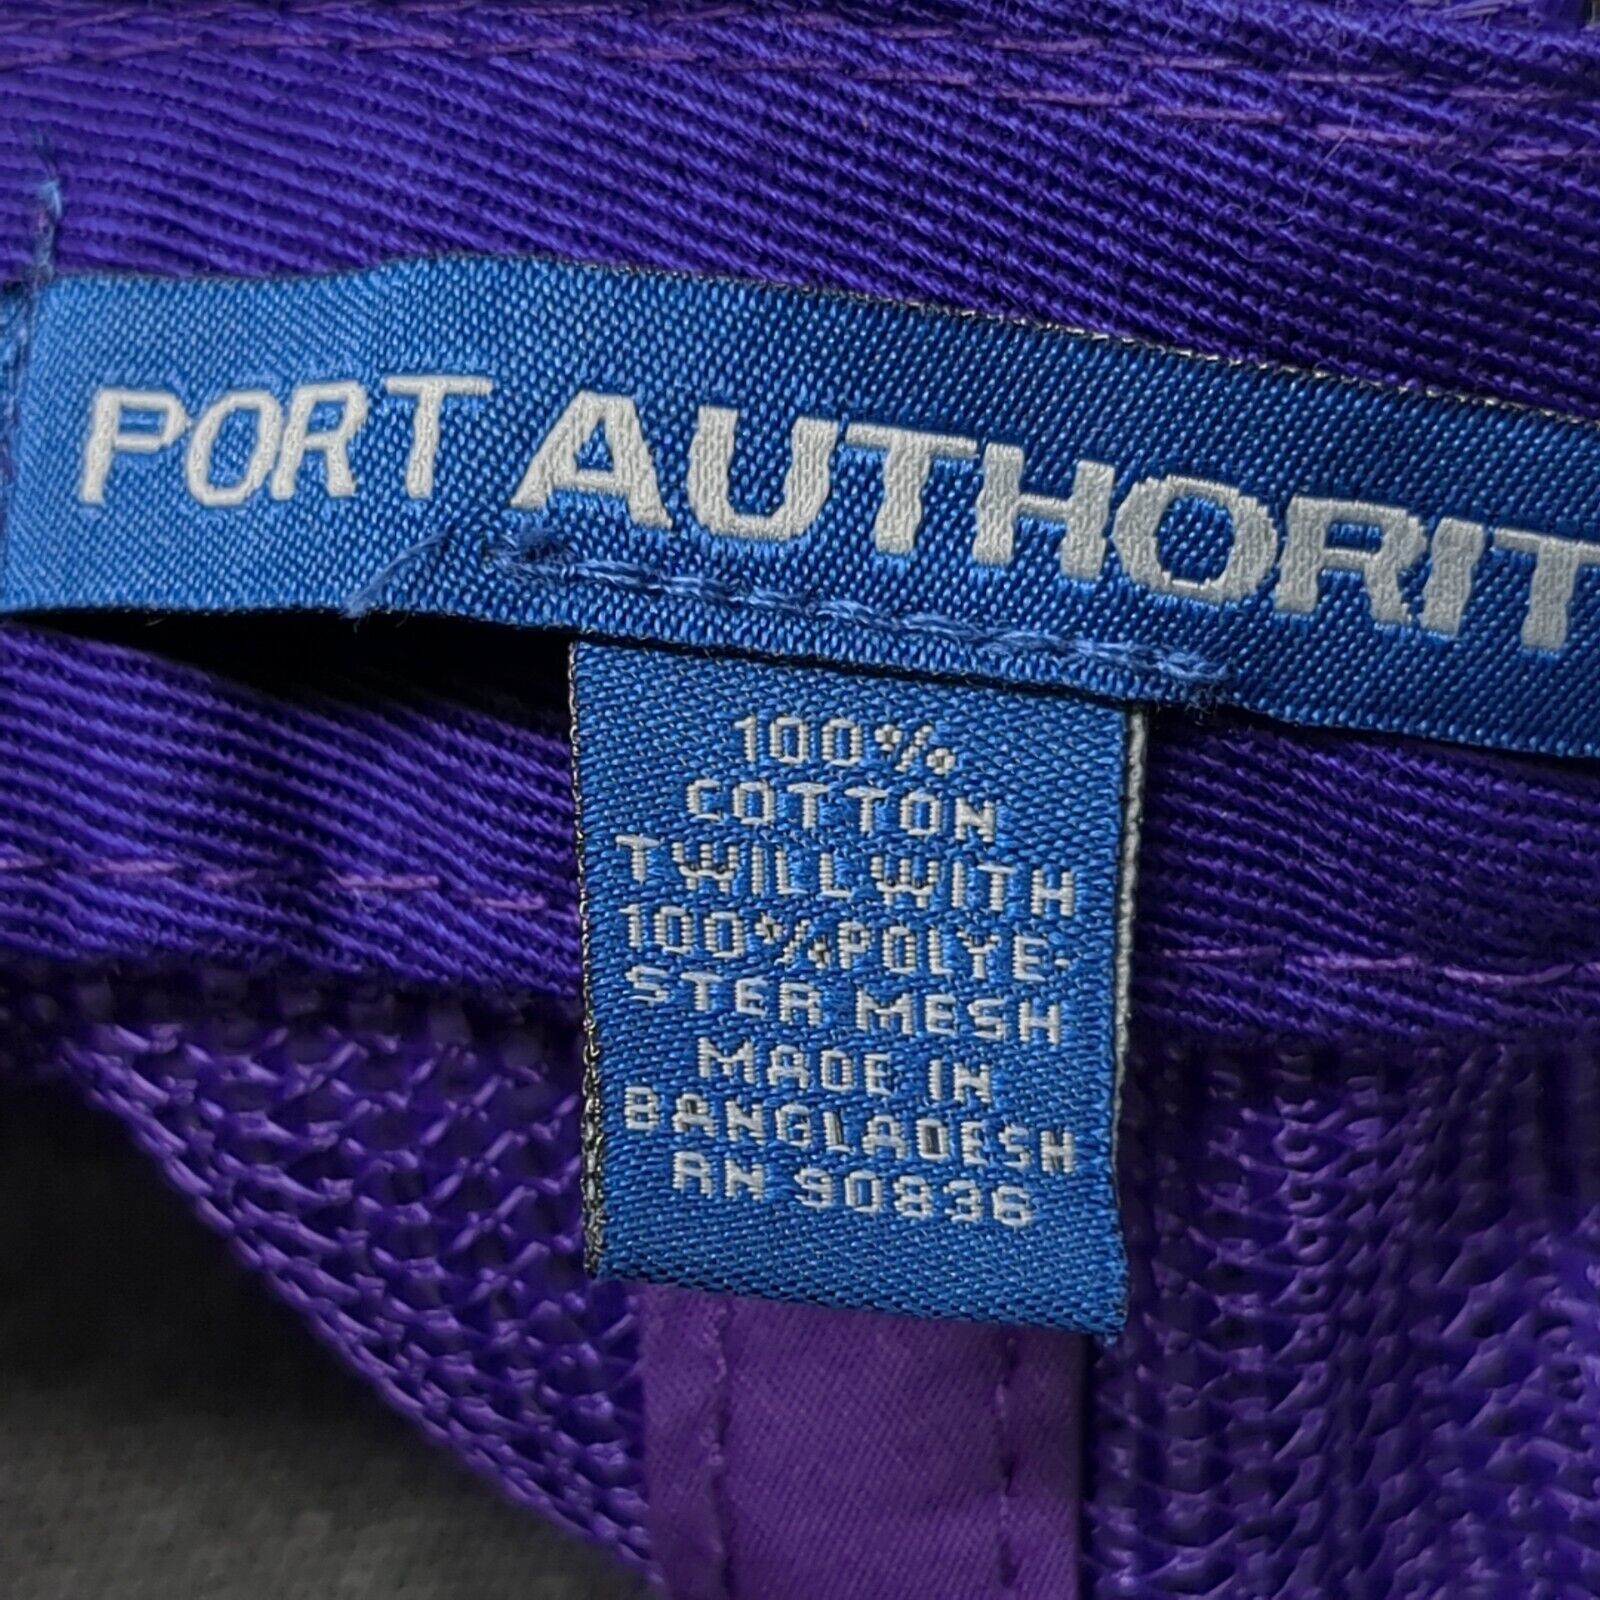 PORT AUTHORIT
100%
COTTON
TWILL WITH
100% POLYE-
STER MESH
MADE IN
BANGLADESH
RN 90836